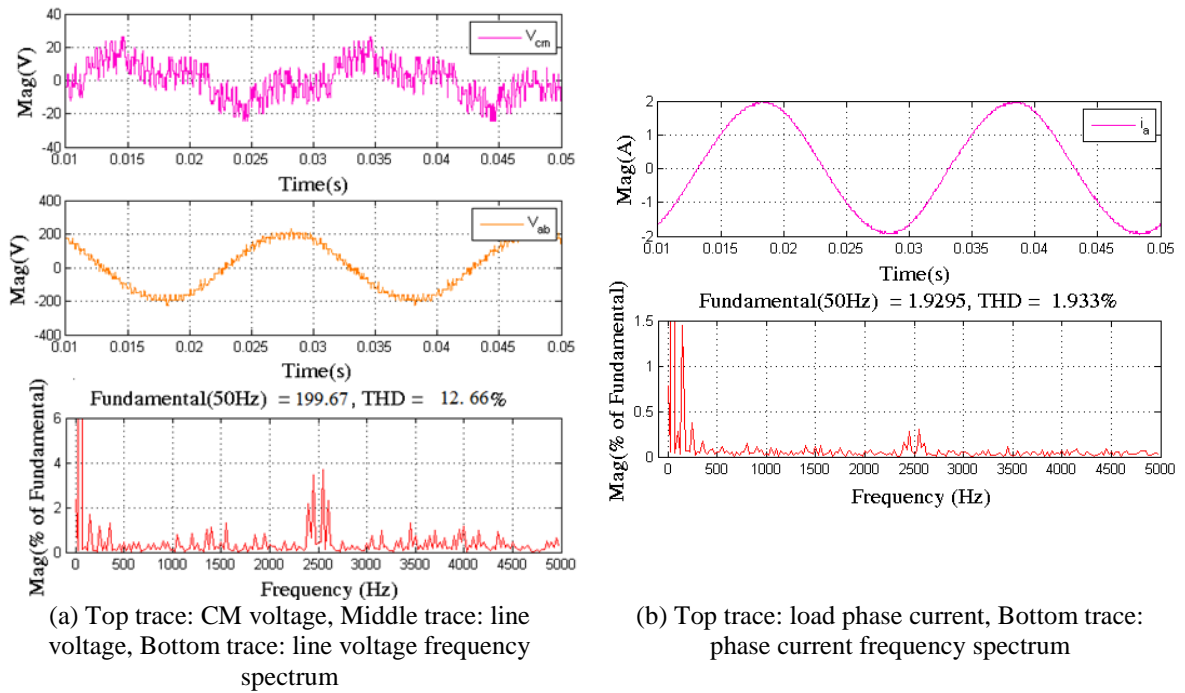 40
20
0
-20
-40
Mag(V)
V_cm
0.01 0.015 0.02 0.025 0.03 0.035 0.04 0.045 0.05
Time(s)
400
200
0
-200
-400
Mag(V)
V_ab
0.01 0.015 0.02 0.025 0.03 0.035 0.04 0.045 0.05
Time(s)
Fundamental(50Hz) = 199.67, THD = 12.66%
6
4
2
0
Mag(% of Fundamental)
0 500 1000 1500 2000 2500 3000 3500 4000 4500 5000
Frequency (Hz)
(a) Top trace: CM voltage, Middle trace: line
voltage, Bottom trace: line voltage frequency
spectrum
2
1
0
-1
-2
Mag(A)
i_a
0.01 0.015 0.02 0.025 0.03 0.035 0.04 0.045 0.05
Time(s)
Fundamental(50Hz) = 1.9295, THD = 1.933%
1.5
1
0.5
0
Mag(% of Fundamental)
0 500 1000 1500 2000 2500 3000 3500 4000 4500 5000
Frequency (Hz)
(b) Top trace: load phase current, Bottom trace:
phase current frequency spectrum